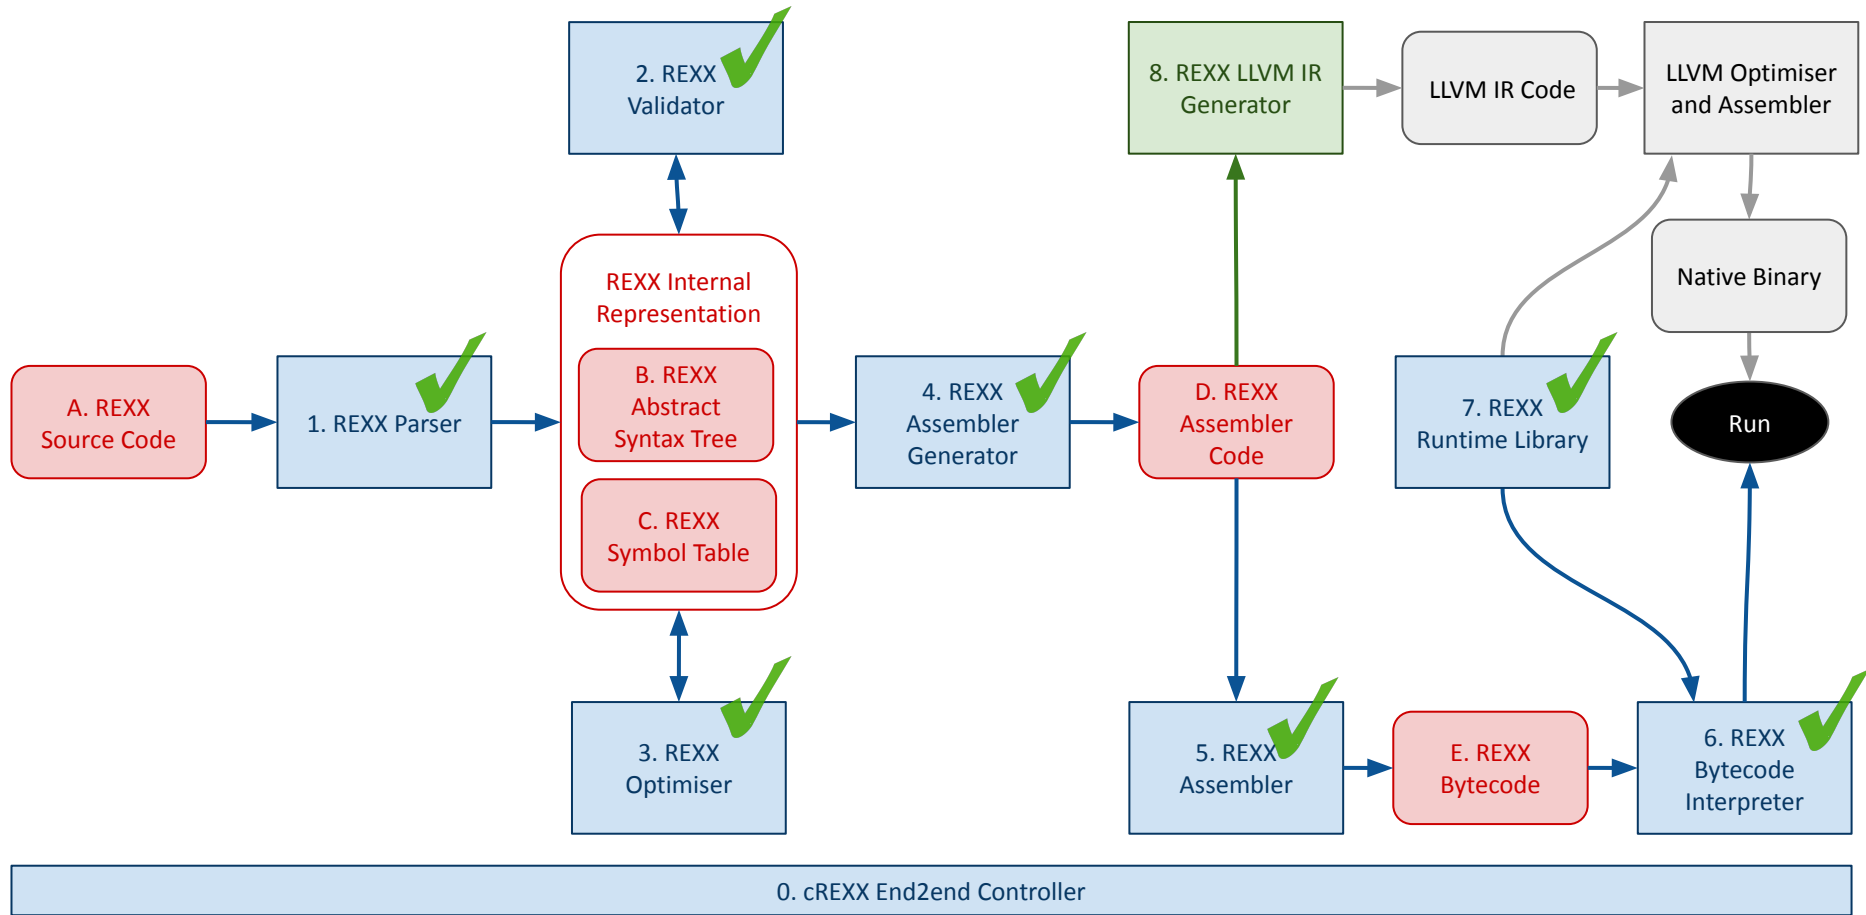 2. REXX
Validator
8. REXX LLVM IR
Generator
LLVM IR Code
LLVM Optimiser
and Assembler
REXX Internal
Representation
Native Binary
A. REXX
Source Code
1. REXX Parser
B. REXX
Abstract
Syntax Tree
4. REXX
Assembler
Generator
D. REXX
Assembler
Code
7. REXX
Runtime Library
Run
C. REXX
Symbol Table
3. REXX
Optimiser
5. REXX
Assembler
E. REXX
Bytecode
6. REXX
Bytecode
Interpreter
0. cREXX End2end Controller